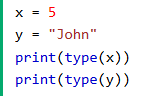 x = 5
y = "John"
print(type(x))
print(type(y))